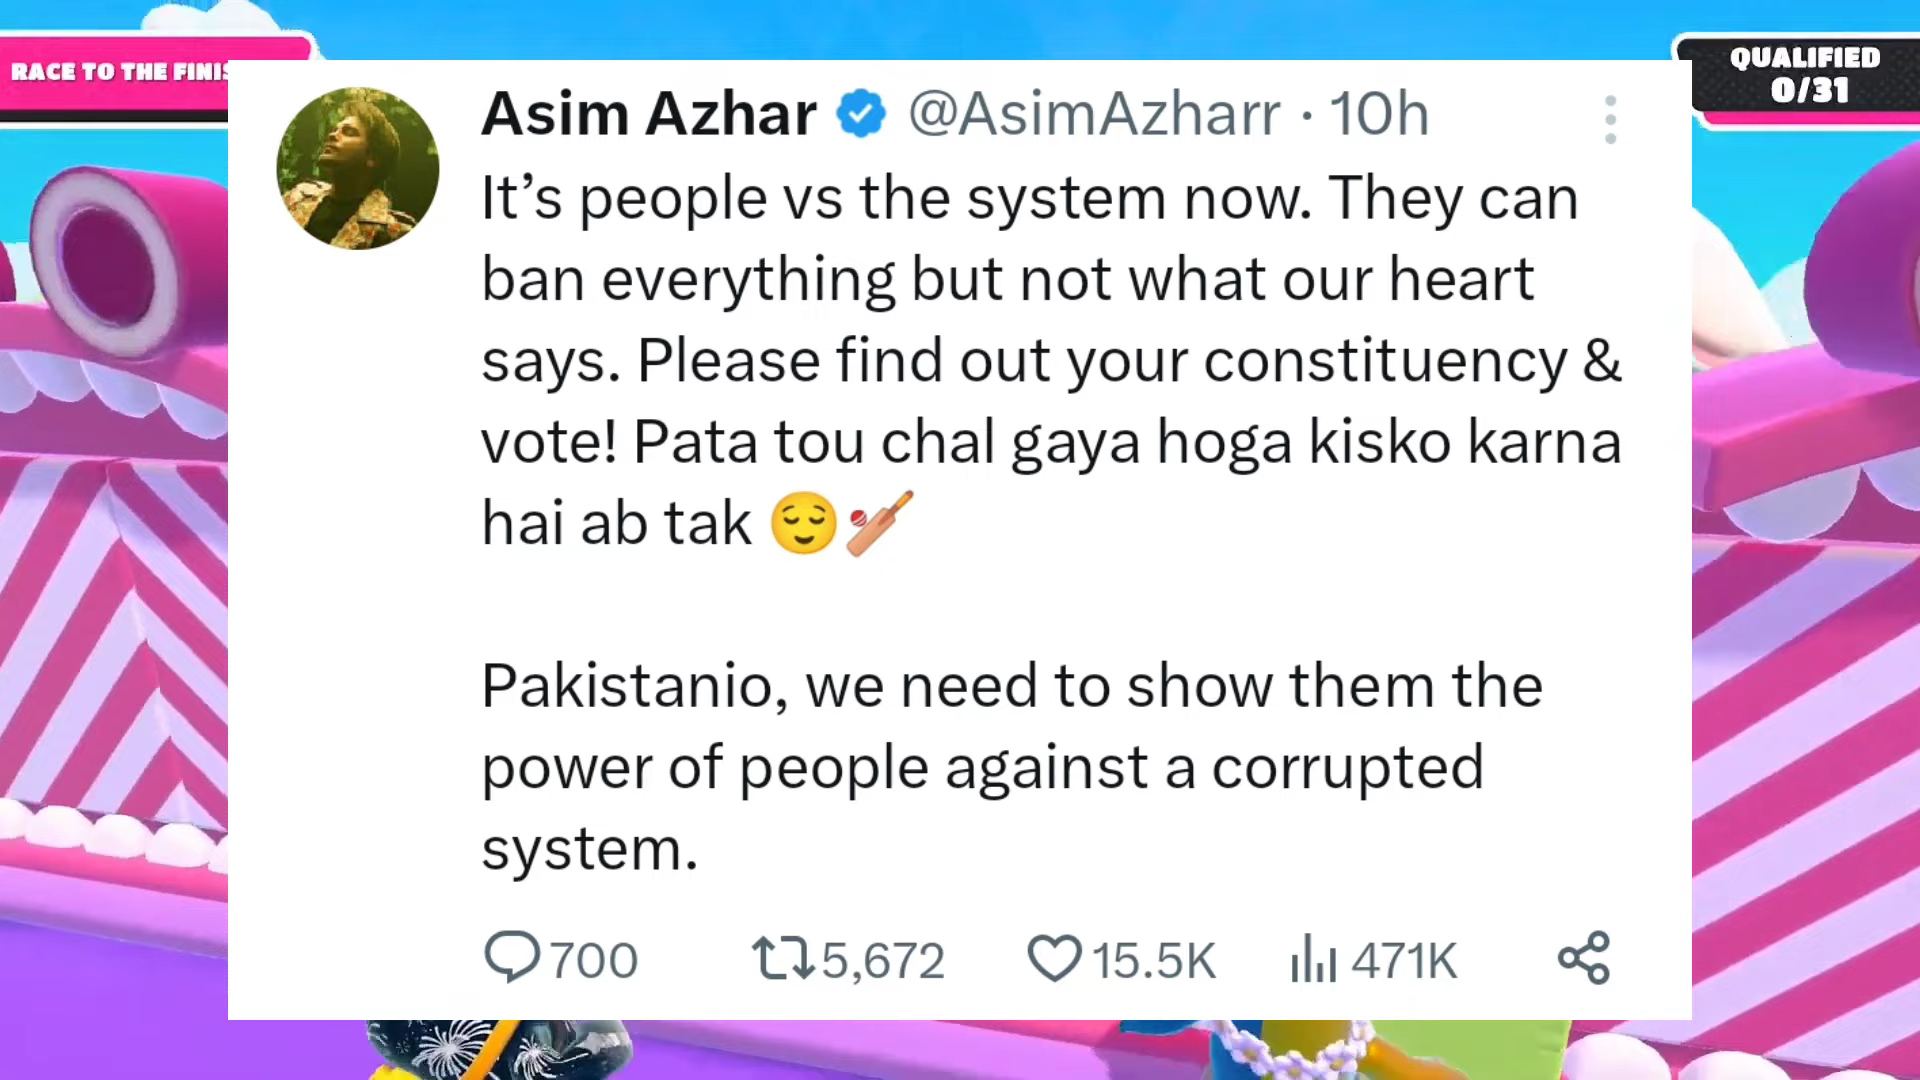 RACE TO THE FINIS
QUALIFIED
0/31
Asim Azhar @AsimAzharr · 10h
It’s people vs the system now. They can
ban everything but not what our heart
says. Please find out your constituency &
vote! Pata tou chal gaya hoga kisko karna
hai ab tak 😌🏏
Pakistanio, we need to show them the
power of people against a corrupted
system.
700 5,672 15.5K 471K